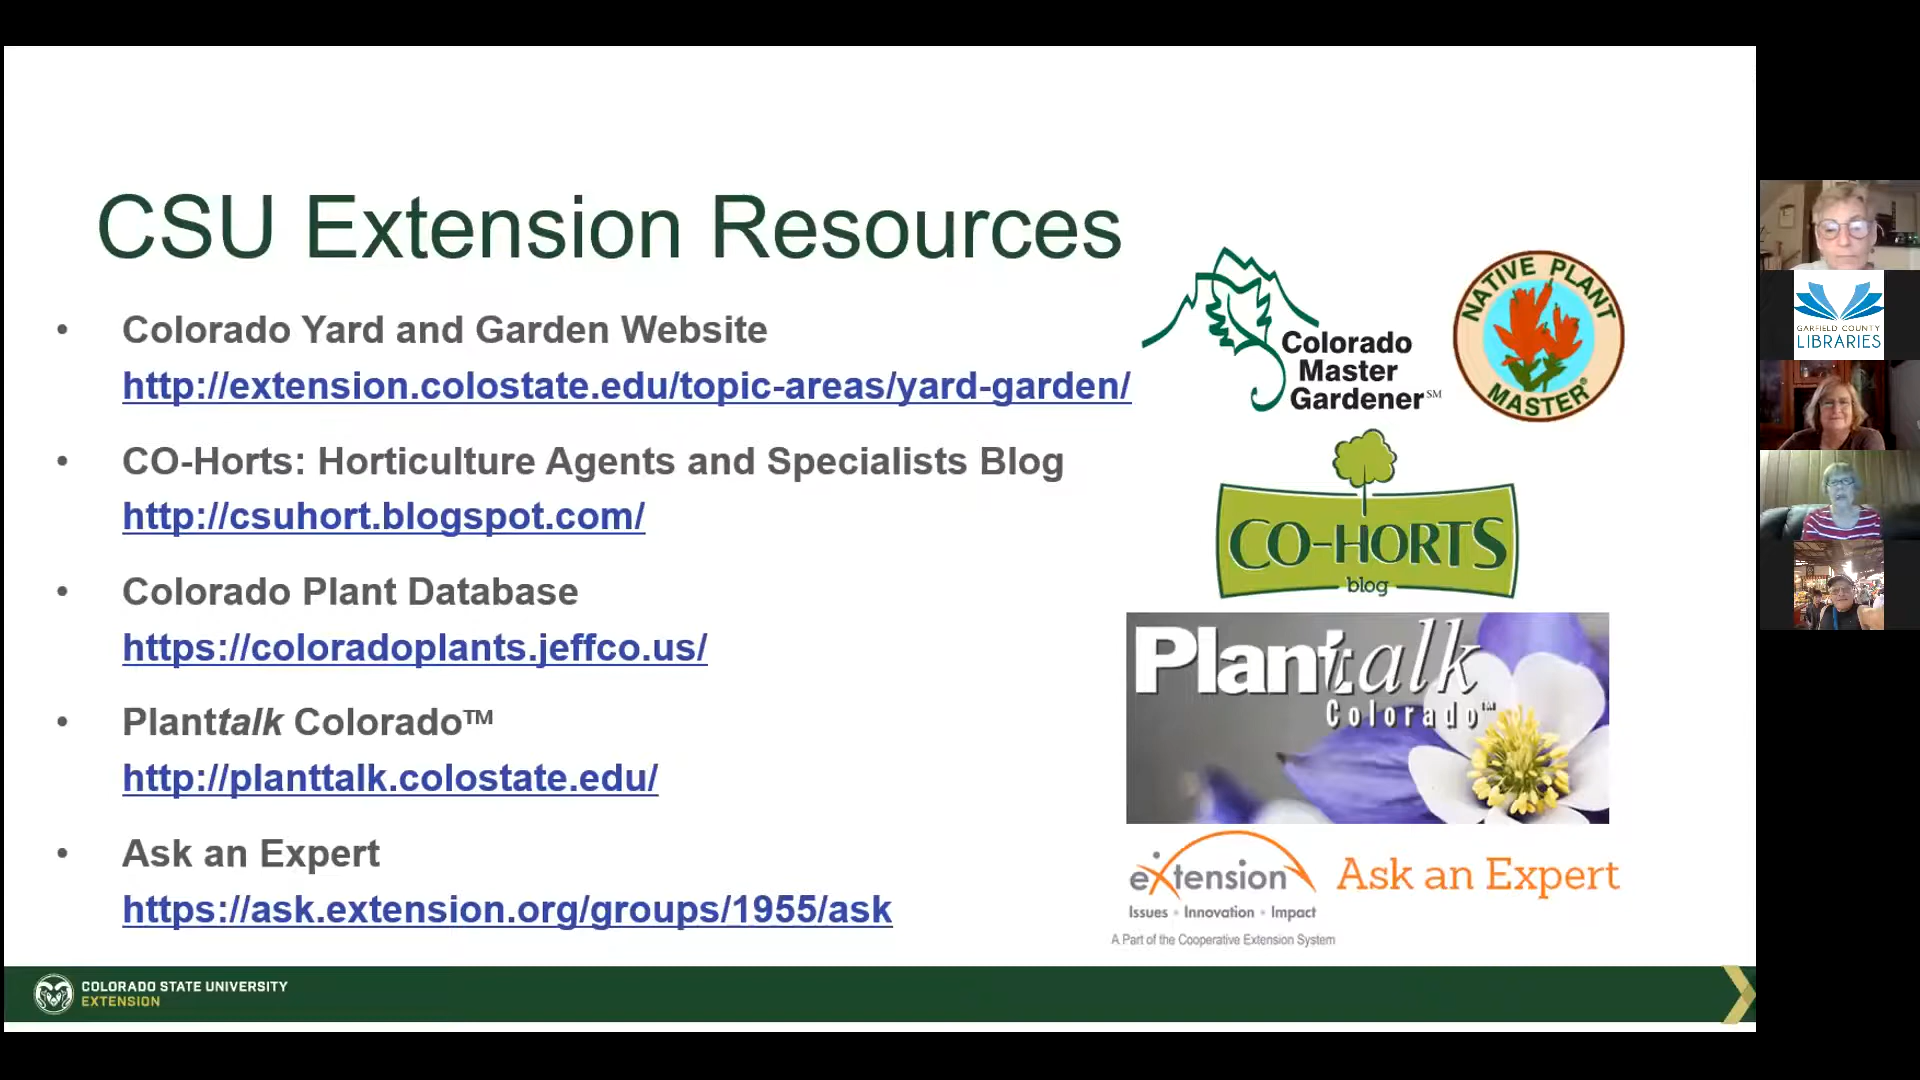 CSU Extension Resources
• Colorado Yard and Garden Website
http://extension.colostate.edu/topic-areas/yard-garden/
• CO-Horts: Horticulture Agents and Specialists Blog
http://csuhort.blogspot.com/
• Colorado Plant Database
https://coloradoplants.jeffco.us/
• Planttalk Colorado™
http://planttalk.colostate.edu/
• Ask an Expert
https://ask.extension.org/groups/1955/ask
Colorado
Master
Gardener℠
NATIVE PLANT
MASTER®
CO-HORTS
blog
Planttalk
Colorado™
eXtension
Issues • Innovation • Impact
A Part of the Cooperative Extension System
Ask an Expert
COLORADO STATE UNIVERSITY
EXTENSION
GARFIELD COUNTY
LIBRARIES